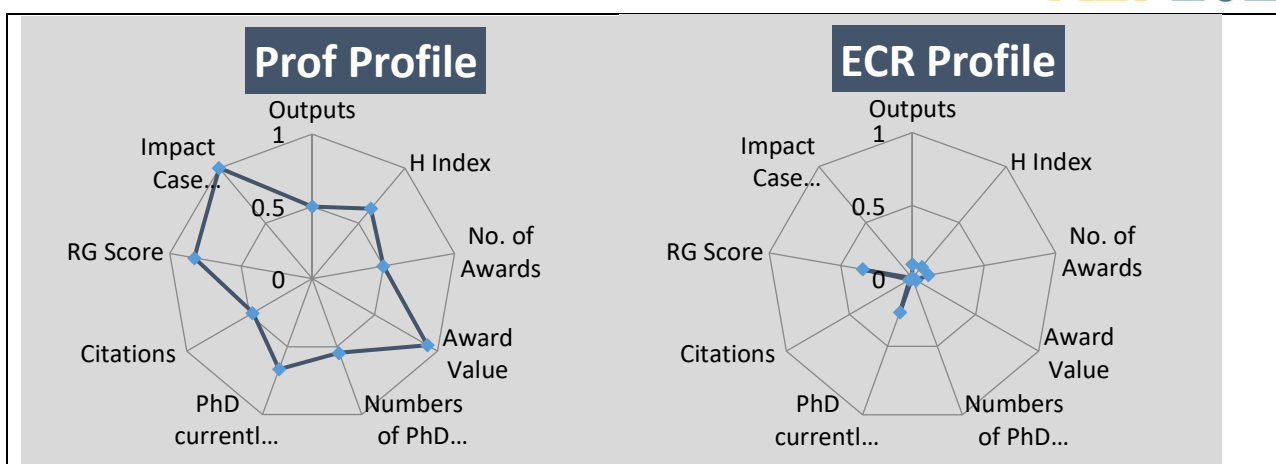 Prof Profile
Outputs
1
H Index
Impact
Case...
0.5
No. of
Awards
RG Score
0
Award
Value
Citations
PhD
currentl...
Numbers
of PhD...
ECR Profile
Outputs
1
H Index
Impact
Case...
0.5
No. of
Awards
RG Score
0
Award
Value
Citations
PhD
currentl...
Numbers
of PhD...